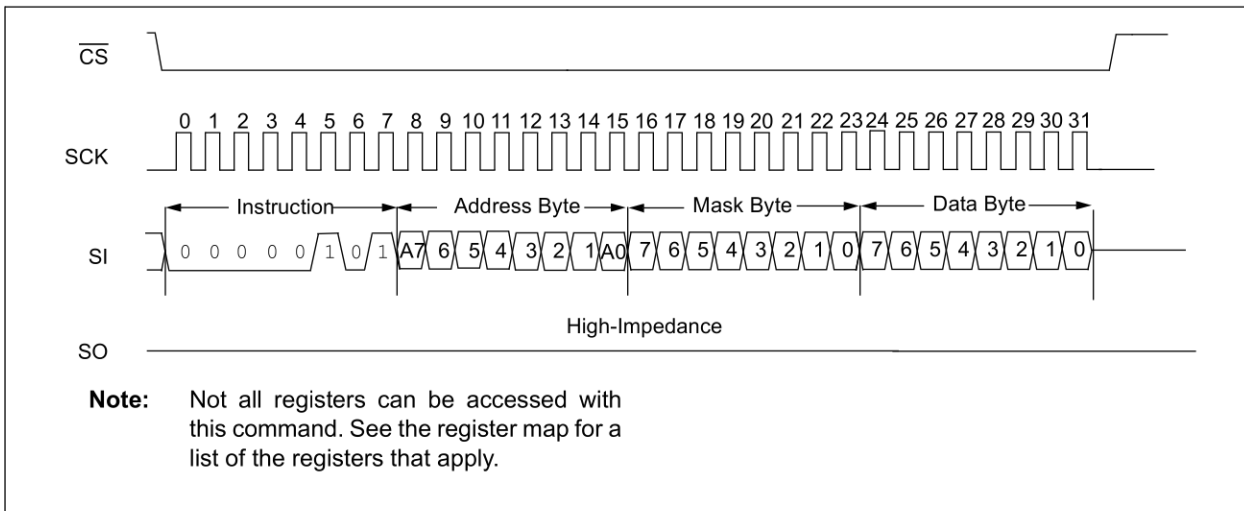 CS
0 1 2 3 4 5 6 7 8 9 10 11 12 13 14 15 16 17 18 19 20 21 22 23 24 25 26 27 28 29 30 31
SCK
Instruction Address Byte Mask Byte Data Byte
SI 0 0 0 0 0 1 0 1 A7 6 5 4 3 2 1 A0 7 6 5 4 3 2 1 0 7 6 5 4 3 2 1 0
High-Impedance
SO
Note: Not all registers can be accessed with
this command. See the register map for a
list of the registers that apply.